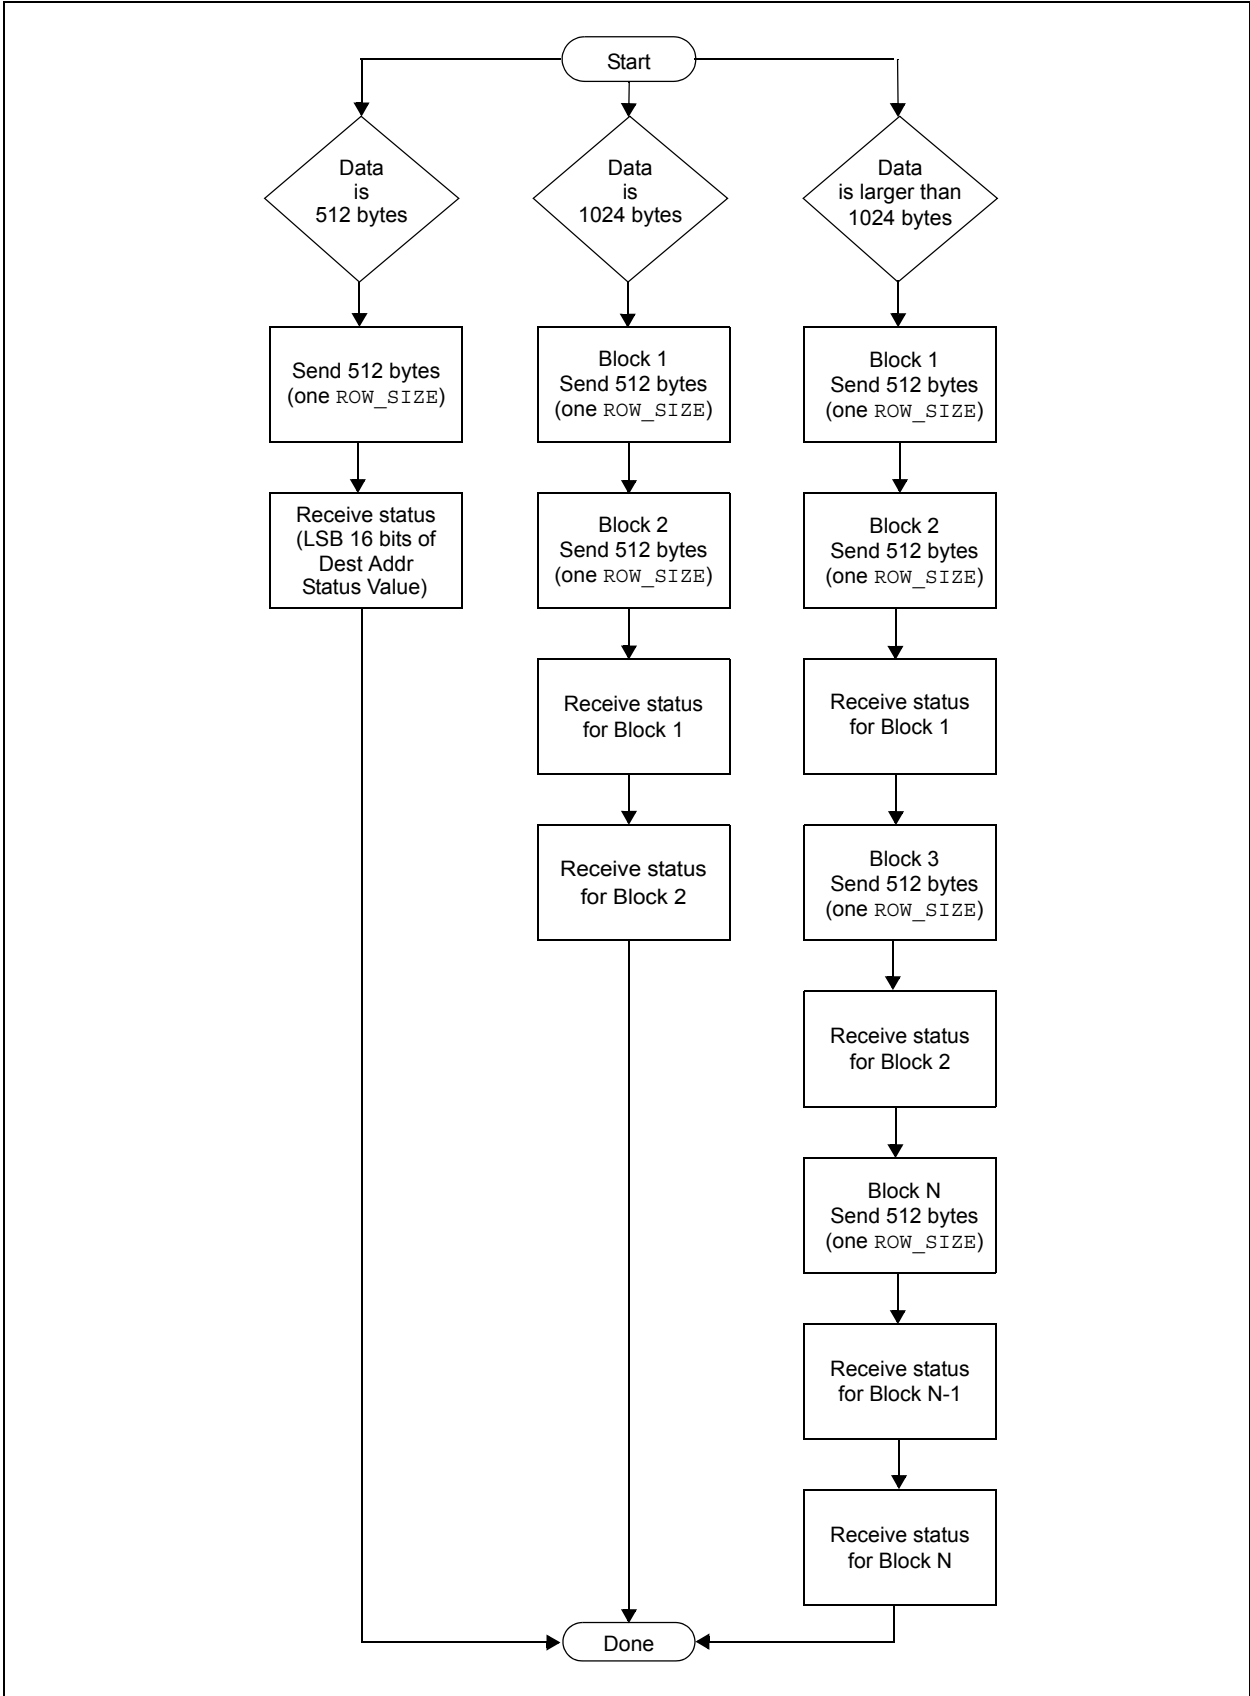 Start
Data
is
512 bytes
Data
is
1024 bytes
Data
is larger than
1024 bytes
Send 512 bytes
(one ROW_SIZE)
Block 1
Send 512 bytes
(one ROW_SIZE)
Block 1
Send 512 bytes
(one ROW_SIZE)
Receive status
(LSB 16 bits of
Dest Addr
Status Value)
Block 2
Send 512 bytes
(one ROW_SIZE)
Block 2
Send 512 bytes
(one ROW_SIZE)
Receive status
for Block 1
Receive status
for Block 1
Receive status
for Block 2
Block 3
Send 512 bytes
(one ROW_SIZE)
Receive status
for Block 2
Block N
Send 512 bytes
(one ROW_SIZE)
Receive status
for Block N-1
Receive status
for Block N
Done